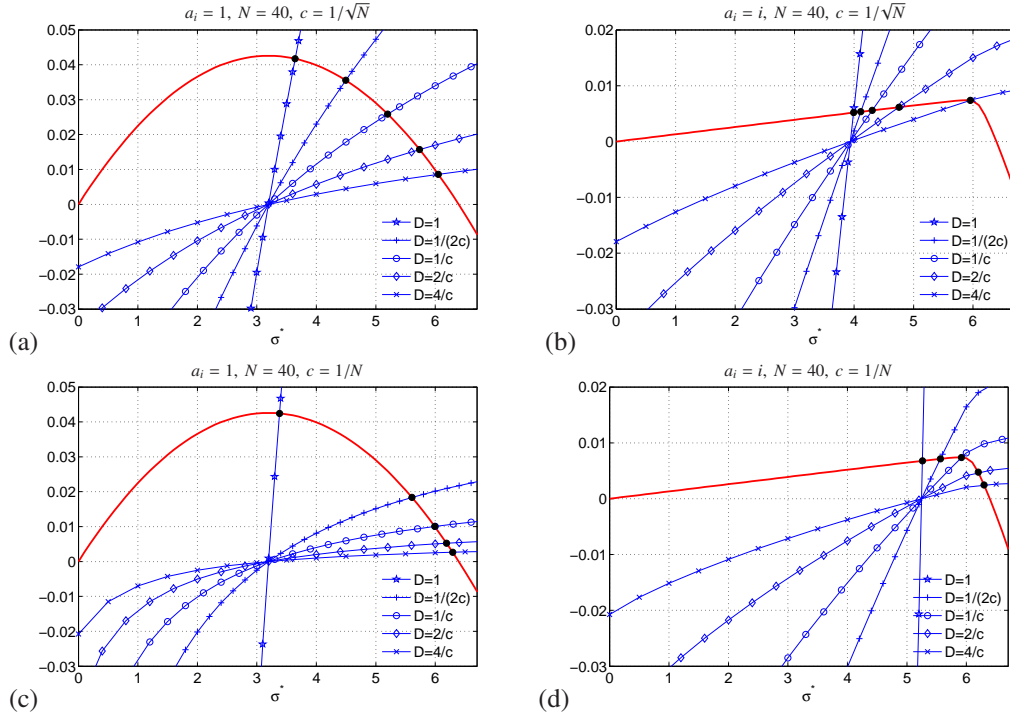 a_i = 1, N = 40, c = 1/√N
0.05
0.04
0.03
0.02
0.01
0
−0.01
−0.02
−0.03
0 1 2 3 4 5 6
σ*
D=1
D=1/(2c)
D=1/c
D=2/c
D=4/c
(a)
a_i = i, N = 40, c = 1/√N
0.02
0.01
0
−0.01
−0.02
−0.03
0 1 2 3 4 5 6
σ*
D=1
D=1/(2c)
D=1/c
D=2/c
D=4/c
(b)
a_i = 1, N = 40, c = 1/N
0.05
0.04
0.03
0.02
0.01
0
−0.01
−0.02
−0.03
0 1 2 3 4 5 6
σ*
D=1
D=1/(2c)
D=1/c
D=2/c
D=4/c
(c)
a_i = i, N = 40, c = 1/N
0.02
0.01
0
−0.01
−0.02
−0.03
0 1 2 3 4 5 6
σ*
D=1
D=1/(2c)
D=1/c
D=2/c
D=4/c
(d)